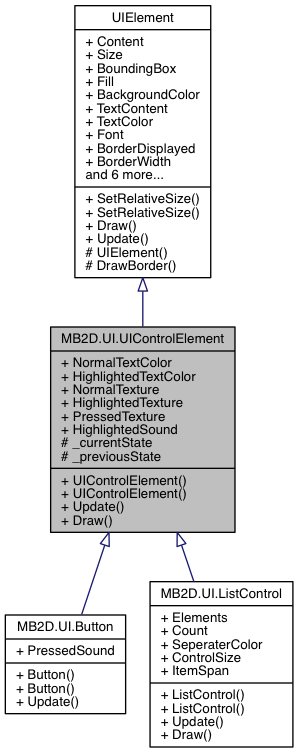 UIElement
+ Content
+ Size
+ BoundingBox
+ Fill
+ BackgroundColor
+ TextContent
+ TextColor
+ Font
+ BorderDisplayed
+ BorderWidth
and 6 more...
+ SetRelativeSize()
+ SetRelativeSize()
+ Draw()
+ Update()
# UIElement()
# DrawBorder()
MB2D.UI.UIControlElement
+ NormalTextColor
+ HighlightedTextColor
+ NormalTexture
+ HighlightedTexture
+ PressedTexture
+ HighlightedSound
# _currentState
# _previousState
+ UIControlElement()
+ UIControlElement()
+ Update()
+ Draw()
MB2D.UI.Button
+ PressedSound
+ Button()
+ Button()
+ Update()
MB2D.UI.ListControl
+ Elements
+ Count
+ SeperaterColor
+ ControlSize
+ ItemSpan
+ ListControl()
+ ListControl()
+ Update()
+ Draw()